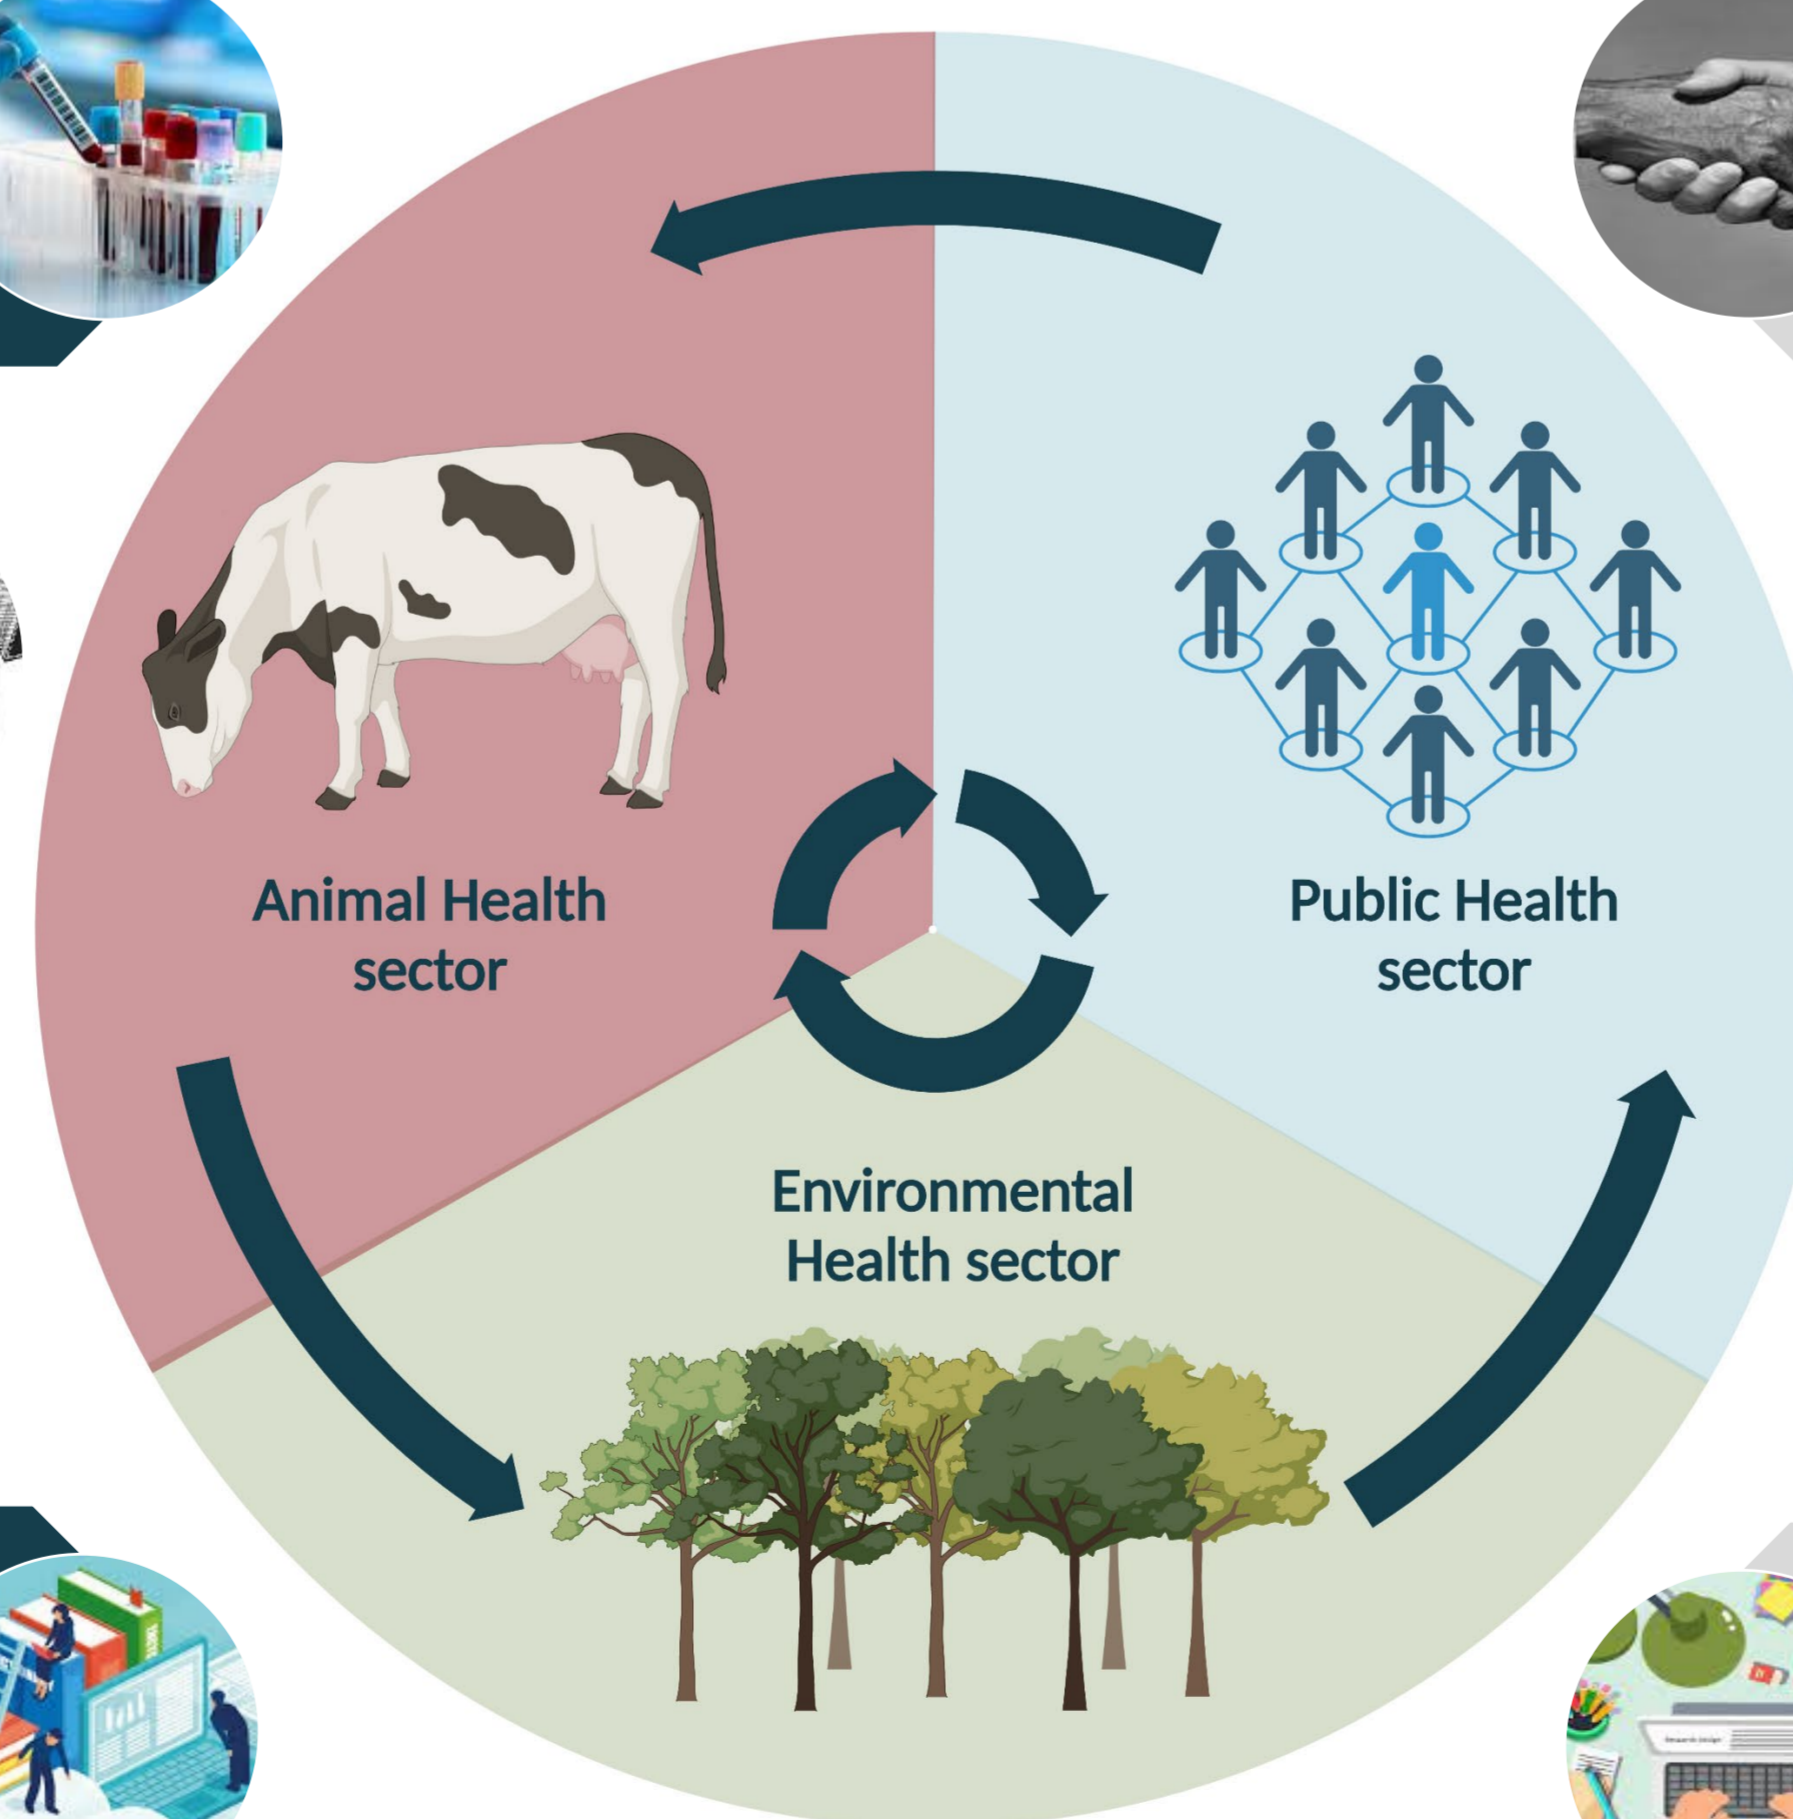 Animal Health
sector
Public Health
sector
Environmental
Health sector